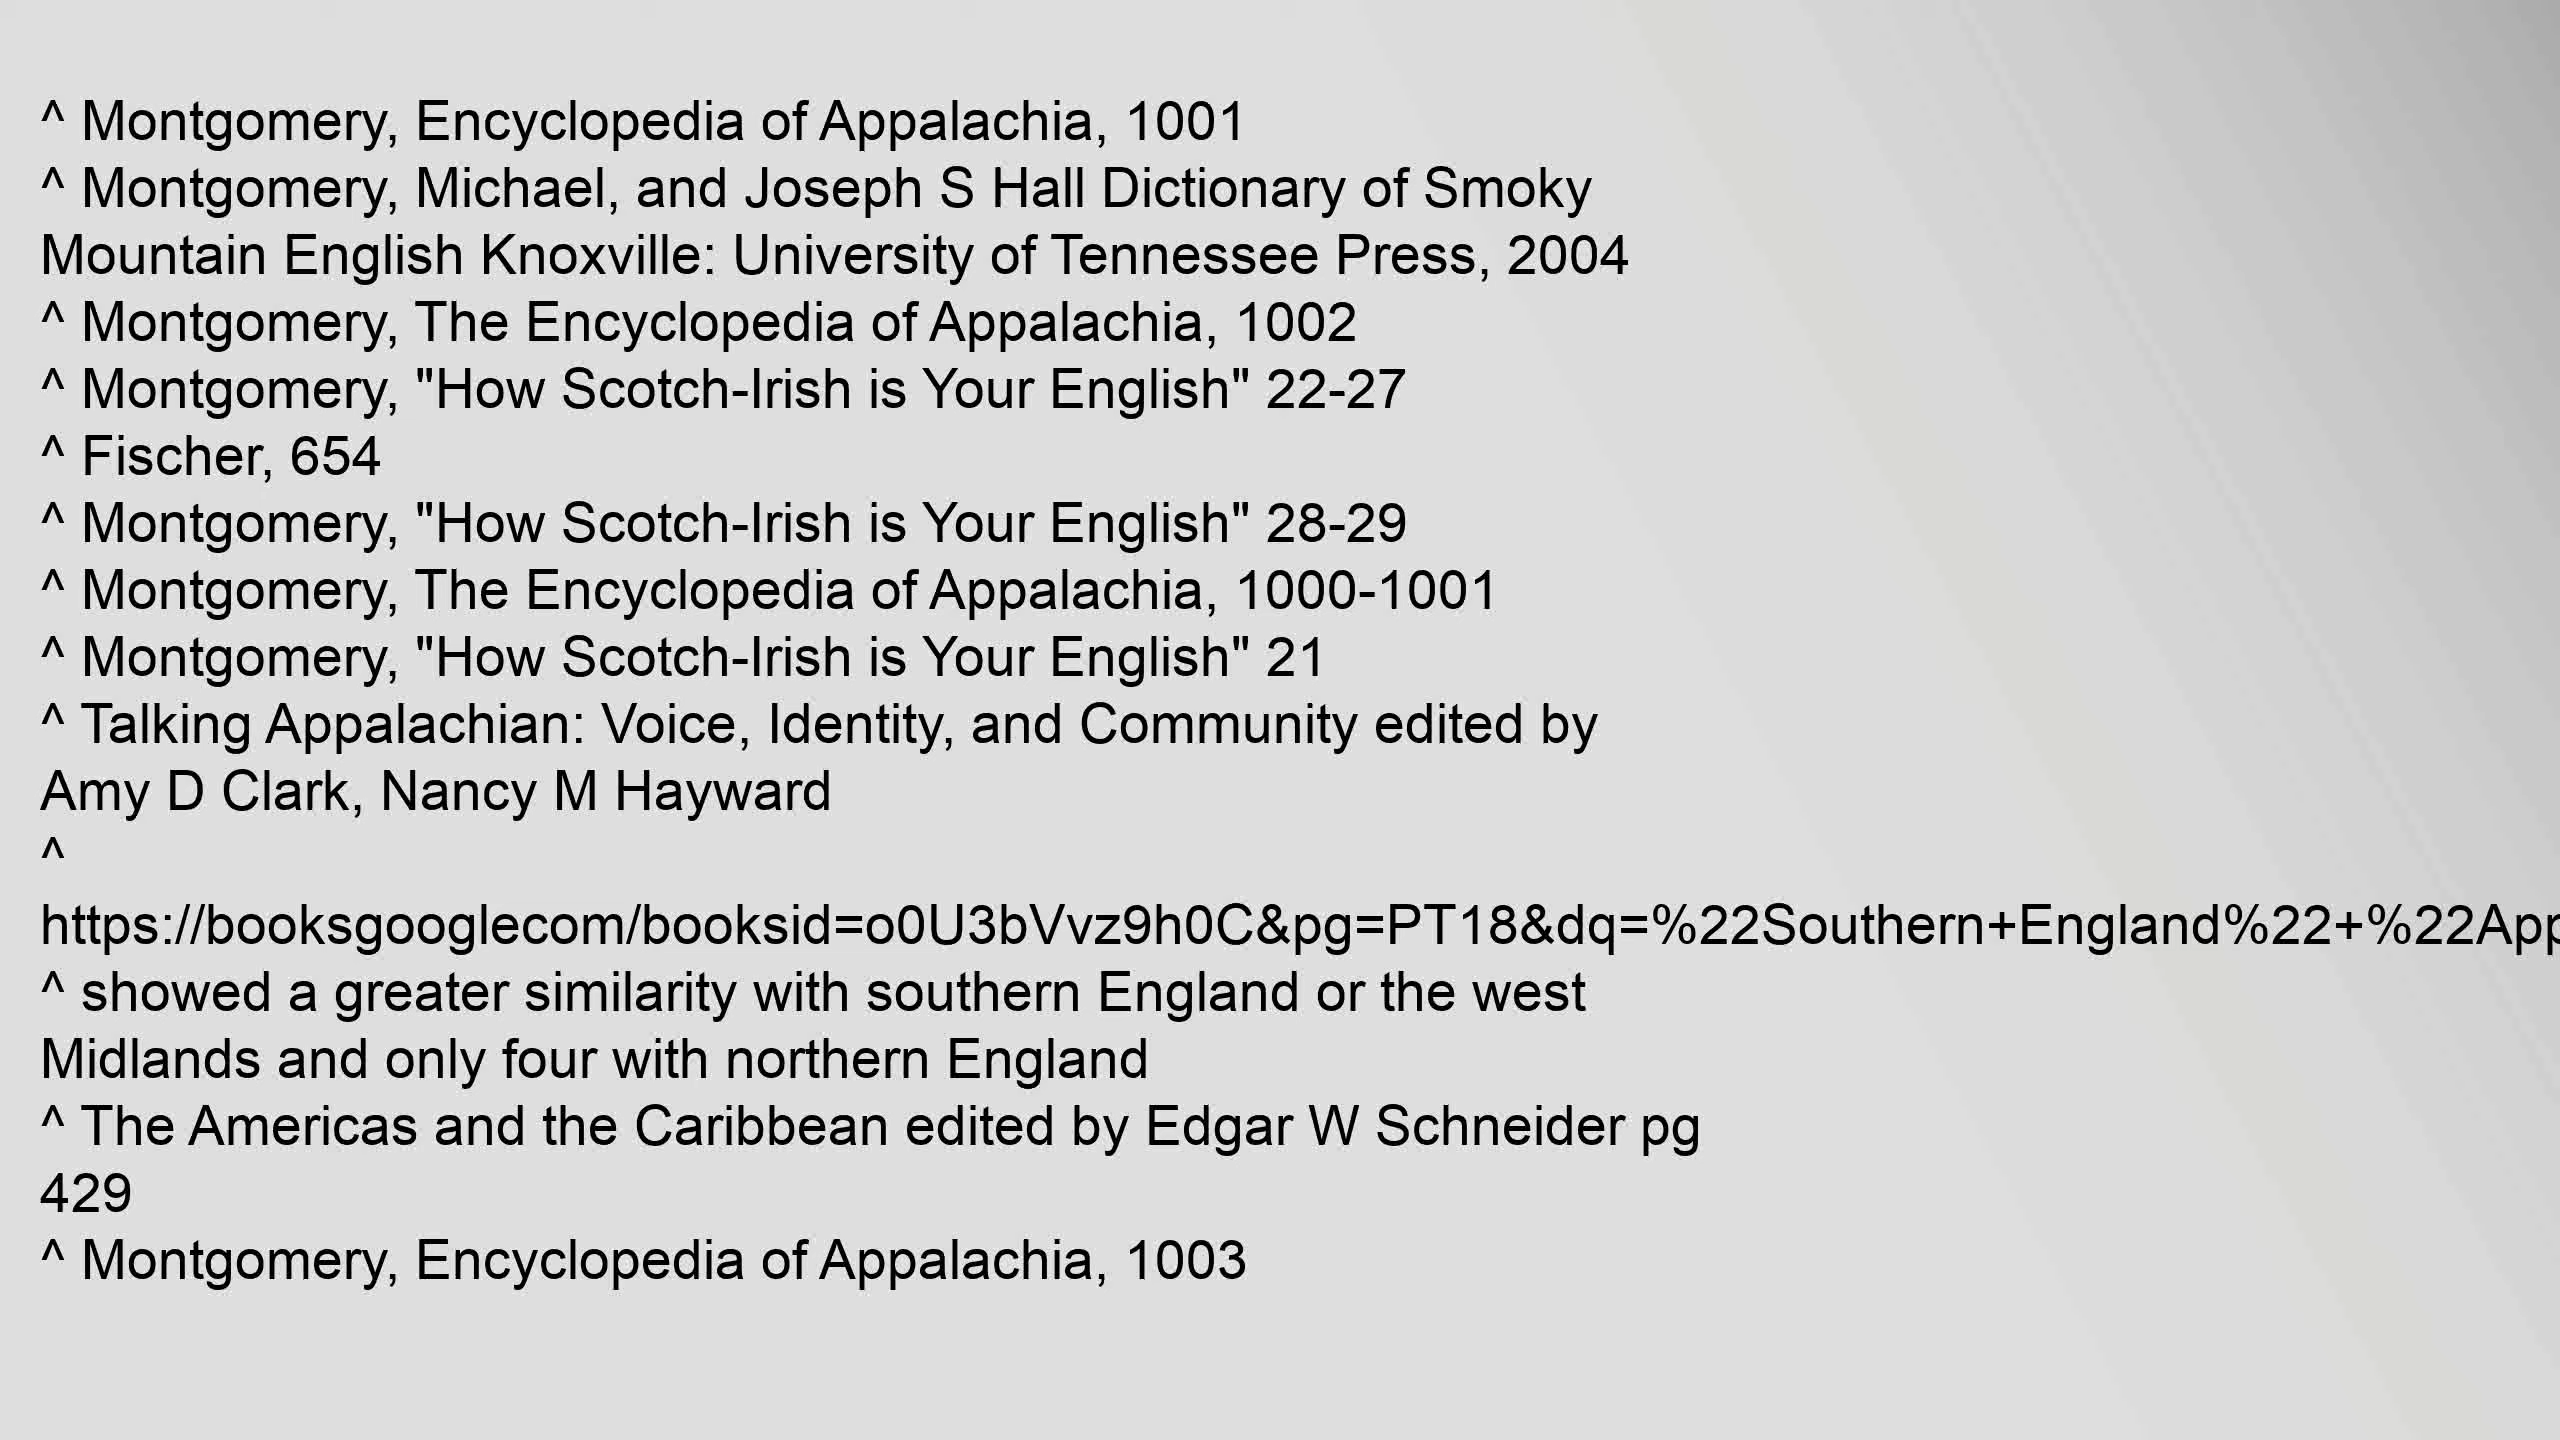 ^ Montgomery, Encyclopedia of Appalachia, 1001
^ Montgomery, Michael, and Joseph S Hall Dictionary of Smoky
Mountain English Knoxville: University of Tennessee Press, 2004
^ Montgomery, The Encyclopedia of Appalachia, 1002
^ Montgomery, "How Scotch-Irish is Your English" 22-27
^ Fischer, 654
^ Montgomery, "How Scotch-Irish is Your English" 28-29
^ Montgomery, The Encyclopedia of Appalachia, 1000-1001
^ Montgomery, "How Scotch-Irish is Your English" 21
^ Talking Appalachian: Voice, Identity, and Community edited by
Amy D Clark, Nancy M Hayward
^
https://booksgooglecom/booksid=o0U3bVvz9h0C&pg=PT18&dq=%22Southern+England%22+%22App
^ showed a greater similarity with southern England or the west
Midlands and only four with northern England
^ The Americas and the Caribbean edited by Edgar W Schneider pg
429
^ Montgomery, Encyclopedia of Appalachia, 1003